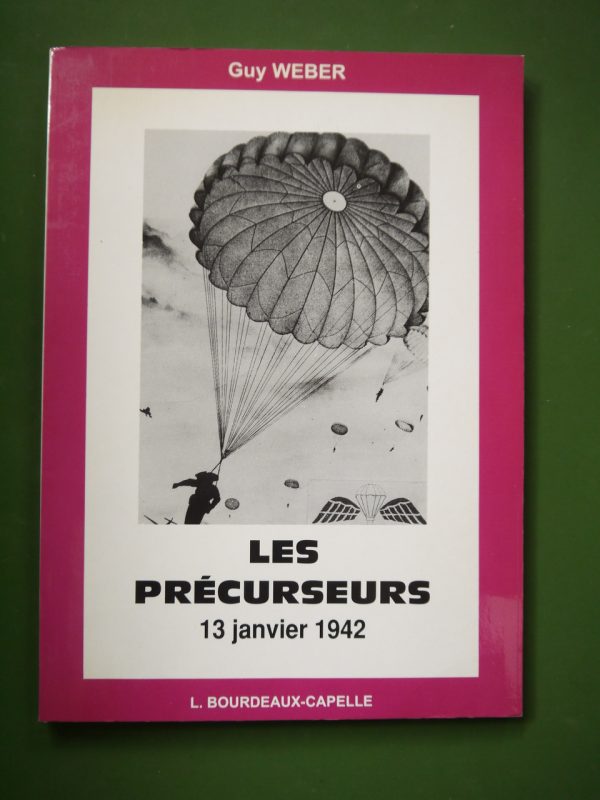 Guy WEBER
LES
PRÉCURSEURS
13 janvier 1942
L. BOURDEAUX-CAPELLE